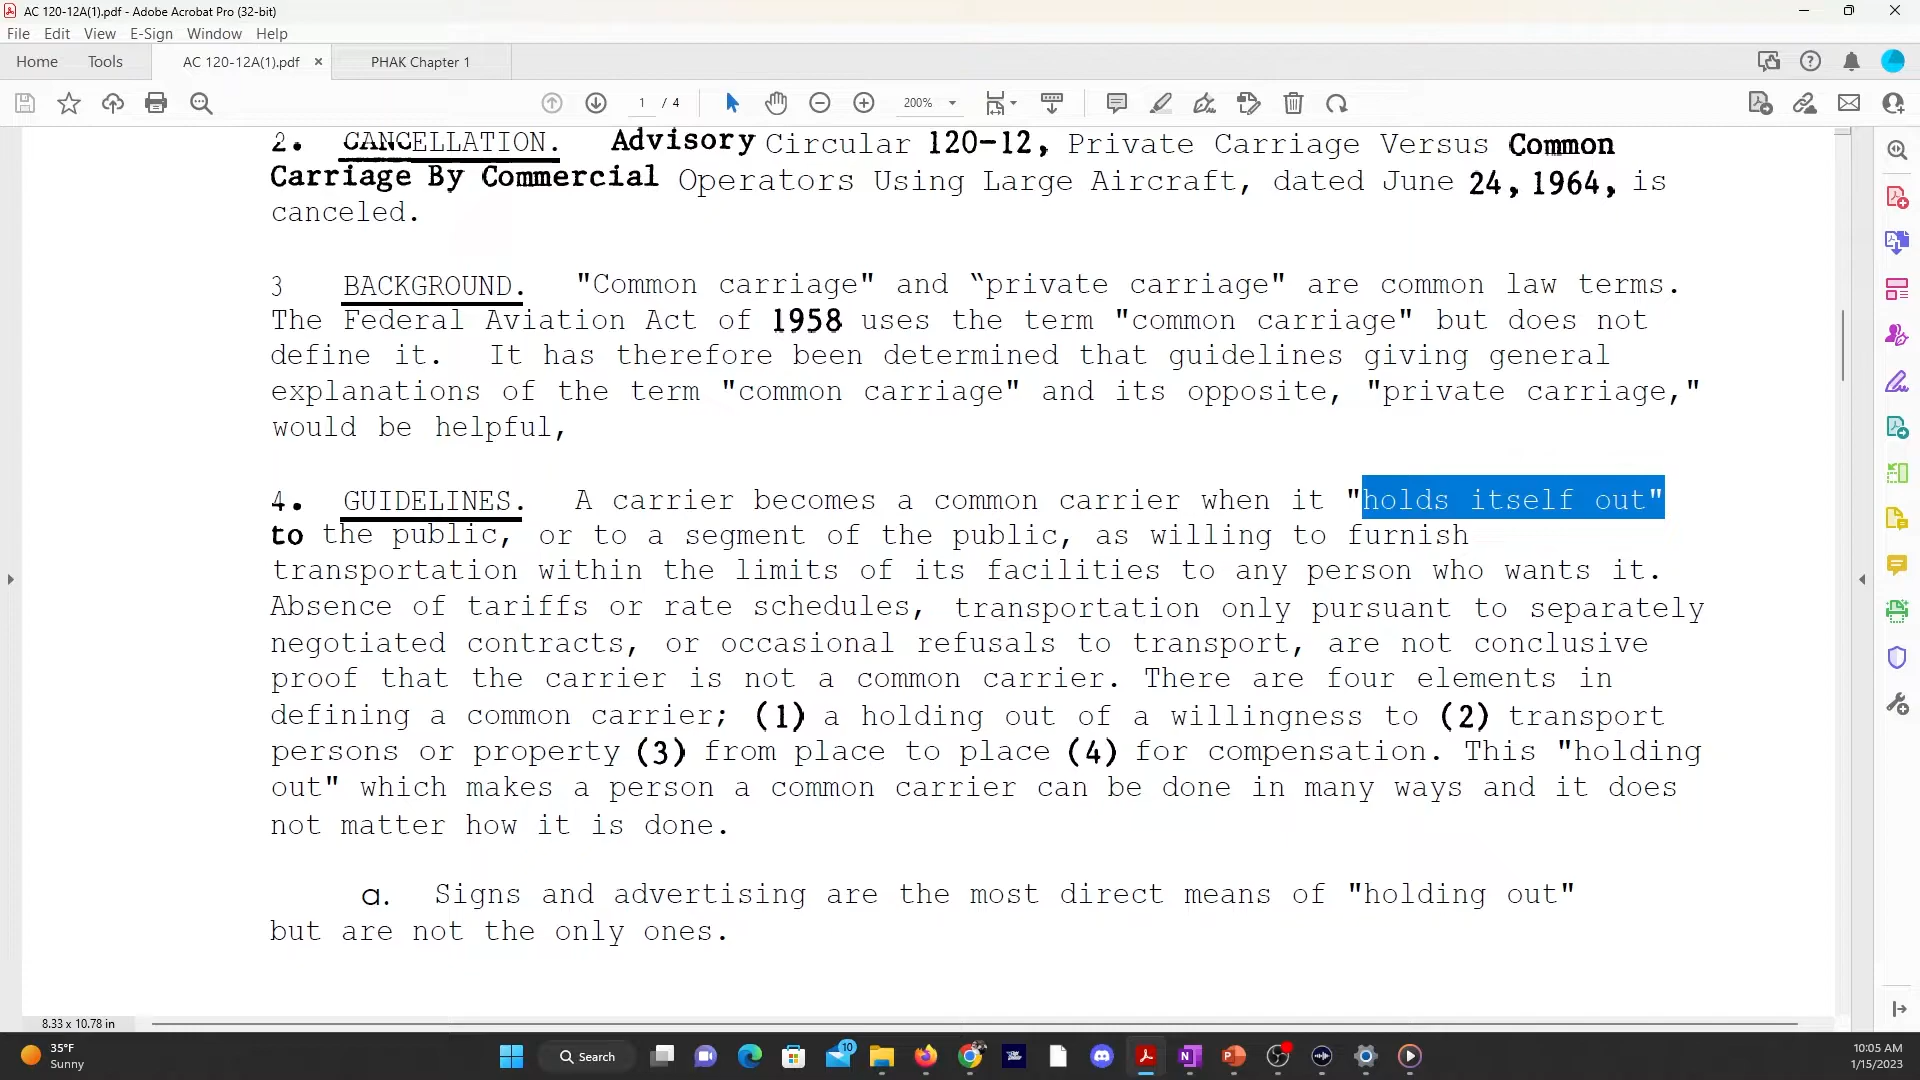 AC 120-12A(1).pdf - Adobe Acrobat Pro (32-bit)
File Edit View E-Sign Window Help
Home Tools AC 120-12A(1).pdf × PHAK Chapter 1
1 / 4 200%
2. CANCELLATION. Advisory Circular 120-12, Private Carriage Versus Common
Carriage By Commercial Operators Using Large Aircraft, dated June 24, 1964, is
canceled.
3 BACKGROUND. "Common carriage" and “private carriage" are common law terms.
The Federal Aviation Act of 1958 uses the term "common carriage" but does not
define it. It has therefore been determined that guidelines giving general
explanations of the term "common carriage" and its opposite, "private carriage,"
would be helpful,
4. GUIDELINES. A carrier becomes a common carrier when it "holds itself out"
to the public, or to a segment of the public, as willing to furnish
transportation within the limits of its facilities to any person who wants it.
Absence of tariffs or rate schedules, transportation only pursuant to separately
negotiated contracts, or occasional refusals to transport, are not conclusive
proof that the carrier is not a common carrier. There are four elements in
defining a common carrier; (1) a holding out of a willingness to (2) transport
persons or property (3) from place to place (4) for compensation. This "holding
out" which makes a person a common carrier can be done in many ways and it does
not matter how it is done.
a. Signs and advertising are the most direct means of "holding out"
but are not the only ones.
8.33 x 10.78 in
35°F
Sunny
Search
10
10:05 AM
1/15/2023